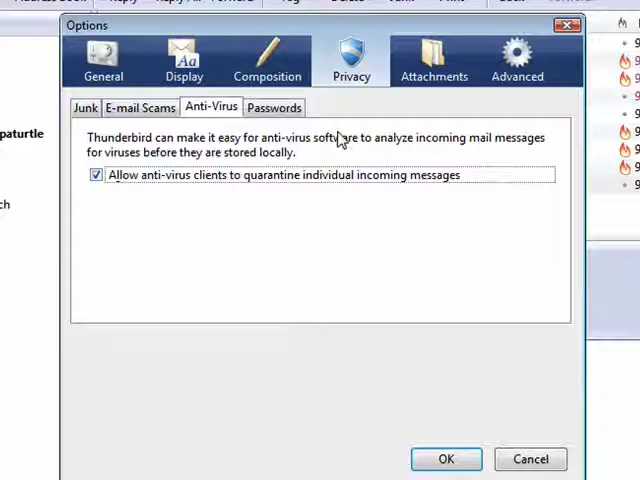 Options
General
Display
Composition
Privacy
Attachments
Advanced
Junk
E-mail Scams
Anti-Virus
Passwords
paturtle
Thunderbird can make it easy for anti-virus software to analyze incoming mail messages
for viruses before they are stored locally.
Allow anti-virus clients to quarantine individual incoming messages
ch
OK
Cancel